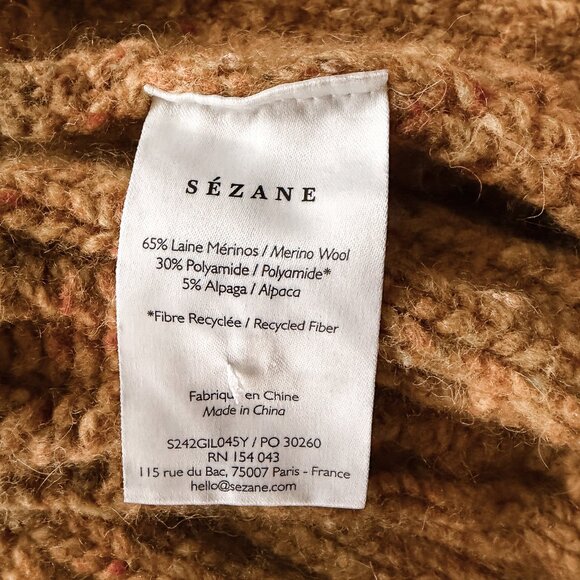 SÉZANE
65% Laine Mérinos / Merino Wool
30% Polyamide / Polyamide*
5% Alpaga / Alpaca
*Fibre Recyclée / Recycled Fiber
Fabriqué en Chine
Made in China
S242GIL045Y / PO 30260
RN 154 043
115 rue du Bac, 75007 Paris - France
hello@sezane.com